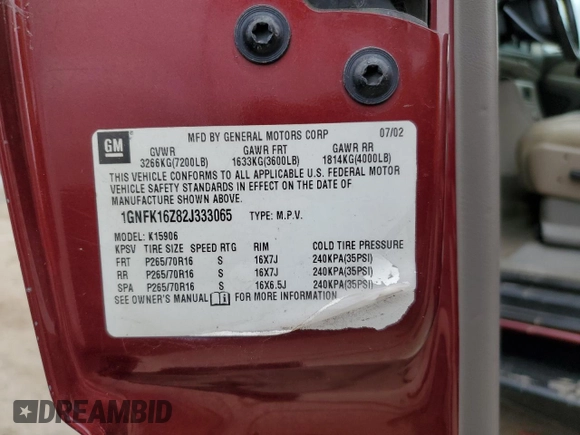 GM
MFD BY GENERAL MOTORS CORP 07/02
GVWR GAWR FRT GAWR RR
3266KG(7200LB) 1633KG(3600LB) 1814KG(4000LB)
THIS VEHICLE CONFORMS TO ALL APPLICABLE U.S. FEDERAL MOTOR
VEHICLE SAFETY STANDARDS IN EFFECT ON THE DATE OF
MANUFACTURE SHOWN ABOVE.
1GNFK16Z82J333065 TYPE: M.P.V.
MODEL: K15906
KPSV TIRE SIZE SPEED RTG RIM COLD TIRE PRESSURE
FRT P265/70R16 S 16X7J 240KPA(35PSI)
RR P265/70R16 S 16X7J 240KPA(35PSI)
SPA P265/70R16 S 16X6.5J 240KPA(35PSI)
SEE OWNER'S MANUAL FOR MORE INFORMATION
DREAMBID